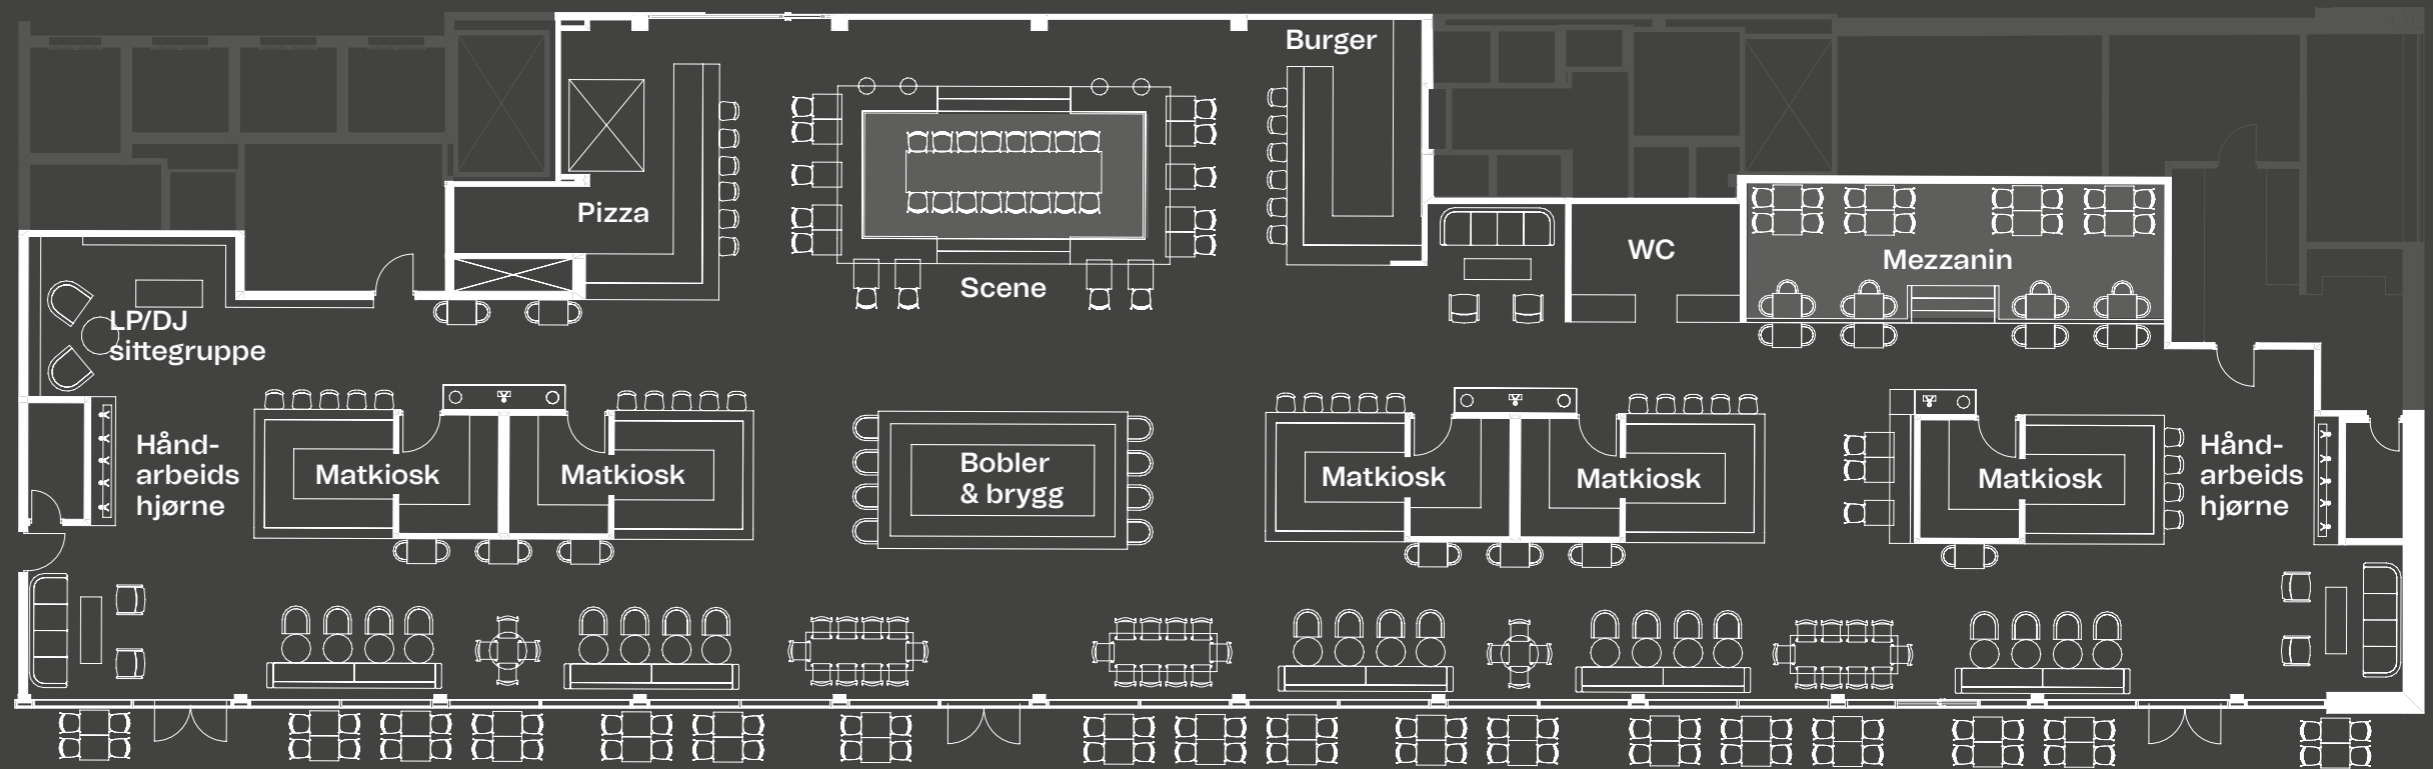 Burger
Pizza
Scene
WC
Mezzanin
LP/DJ
sittegruppe
Hånd-
arbeids
hjørne
Matkiosk
Matkiosk
Bobler
& brygg
Matkiosk
Matkiosk
Matkiosk
Hånd-
arbeids
hjørne